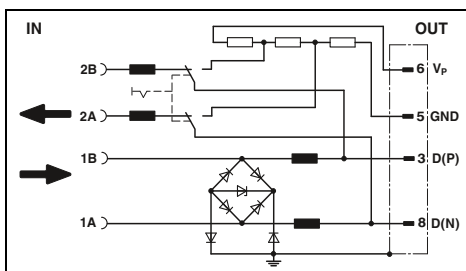 IN OUT
2B 6 VP
2A 5 GND
1B 3 D(P)
1A 8 D(N)